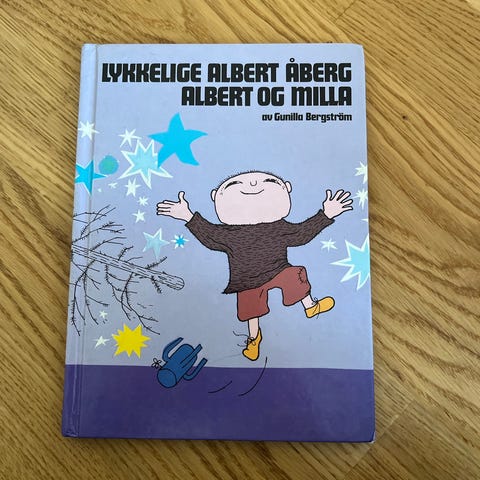 LYKKELIGE ALBERT ÅBERG
ALBERT OG MILLA
av Gunilla Bergström